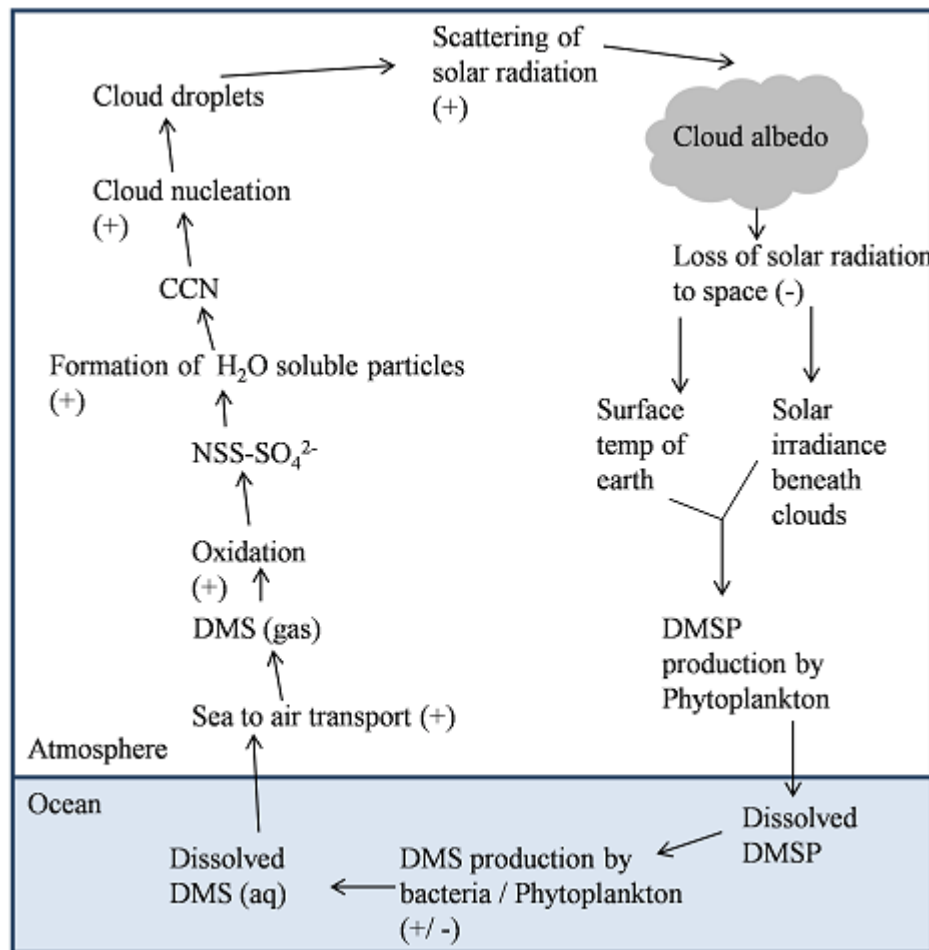 Scattering of
solar radiation
(+)
Cloud droplets
Cloud albedo
Cloud nucleation
(+)
Loss of solar radiation
to space (-)
CCN
Formation of H₂O soluble particles
(+)
Surface
temp of
earth
Solar
irradiance
beneath
clouds
NSS-SO₄²⁻
Oxidation
(+)
DMS (gas)
DMSP
production by
Phytoplankton
Sea to air transport (+)
Atmosphere
Ocean
Dissolved
DMSP
Dissolved
DMS (aq)
DMS production by
bacteria / Phytoplankton
(+/ -)